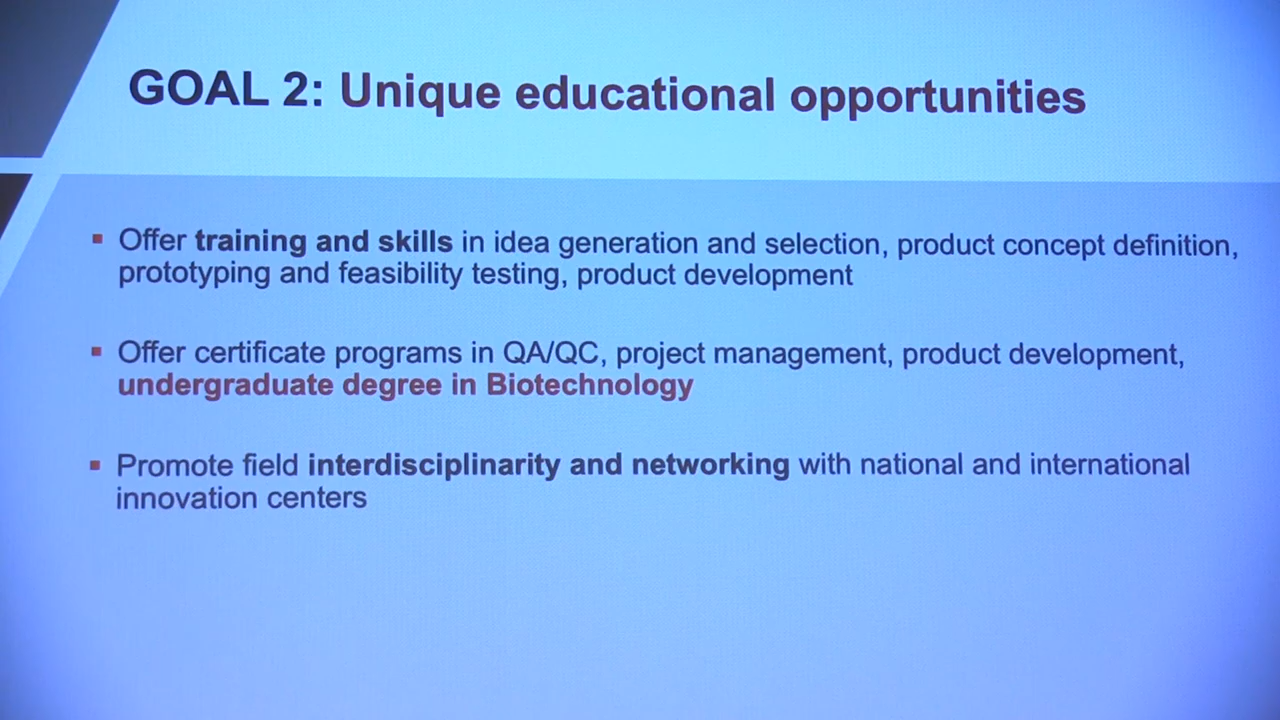 GOAL 2: Unique educational opportunities
▪ Offer training and skills in idea generation and selection, product concept definition,
prototyping and feasibility testing, product development
▪ Offer certificate programs in QA/QC, project management, product development,
undergraduate degree in Biotechnology
▪ Promote field interdisciplinarity and networking with national and international
innovation centers